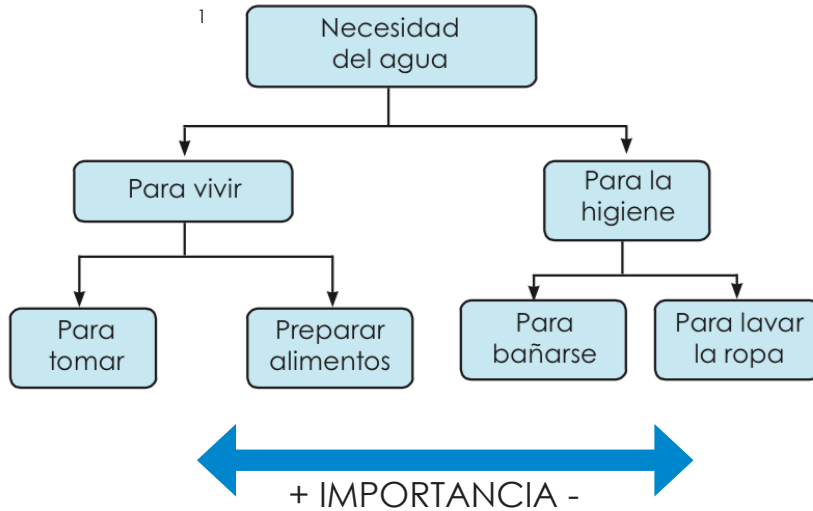 1
Necesidad
del agua
Para vivir
Para la
higiene
Para
tomar
Preparar
alimentos
Para
bañarse
Para lavar
la ropa
+ IMPORTANCIA -